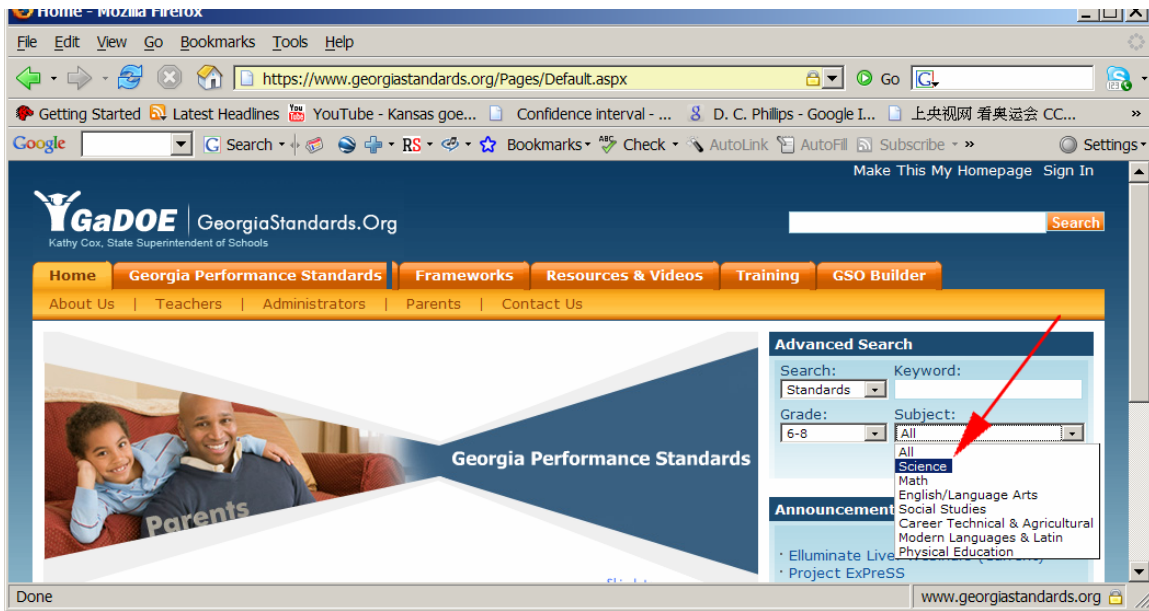 Home - Mozilla Firefox
File Edit View Go Bookmarks Tools Help
https://www.georgiastandards.org/Pages/Default.aspx Go G
Getting Started Latest Headlines YouTube - Kansas goe... Confidence interval - ... D. C. Phillips - Google I... 上央视网 看奥运会 CC... »
Google Search Bookmarks Check AutoLink AutoFill Subscribe » Settings
Make This My Homepage Sign In
GaDOE GeorgiaStandards.Org
Search
Kathy Cox, State Superintendent of Schools
Home Georgia Performance Standards Frameworks Resources & Videos Training GSO Builder
About Us | Teachers | Administrators | Parents | Contact Us
Georgia Performance Standards
Parents
Advanced Search
Search: Keyword:
Standards
Grade: Subject:
6-8 All
All
Science
Math
English/Language Arts
Social Studies
Career Technical & Agricultural
Modern Languages & Latin
Physical Education
Announcement
· Elluminate Live
· Project ExPreSS
Done www.georgiastandards.org